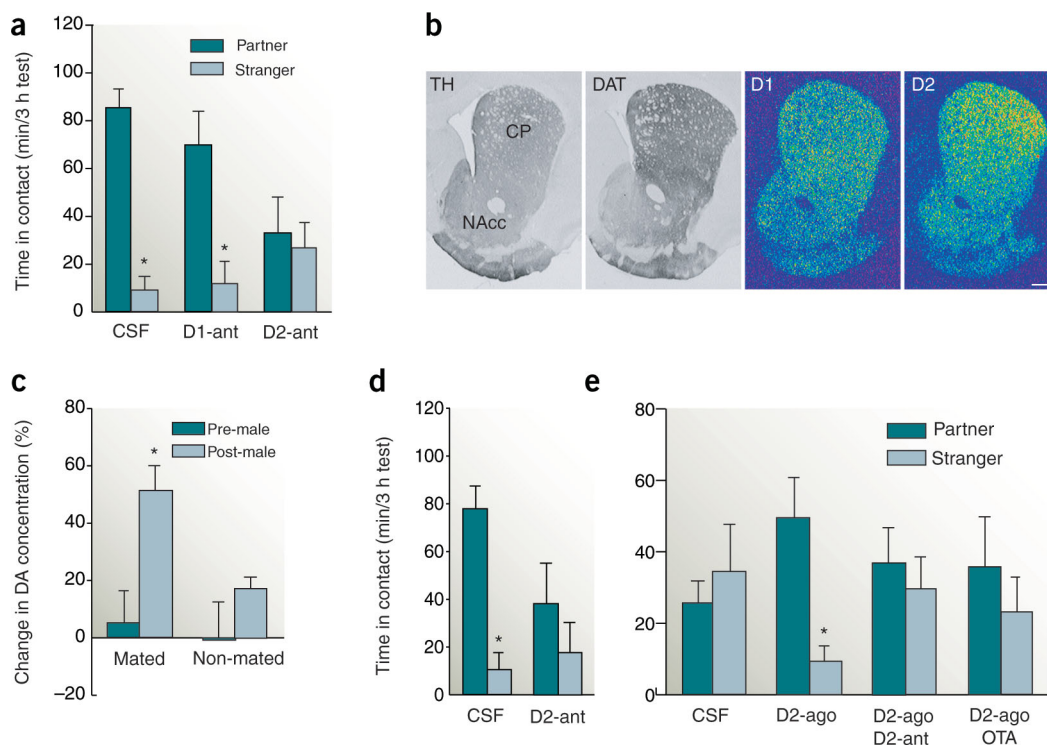 a
120
100
80
60
40
20
0
Time in contact (min/3 h test)
Partner
Stranger
*
*
CSF
D1-ant
D2-ant
b
TH
CP
NAcc
DAT
D1
D2
c
80
60
40
20
0
−20
Change in DA concentration (%)
Pre-male
Post-male
*
Mated
Non-mated
d
120
100
80
60
40
20
0
Time in contact (min/3 h test)
*
CSF
D2-ant
e
80
60
40
20
0
Partner
Stranger
*
CSF
D2-ago
D2-ago
D2-ant
D2-ago
OTA